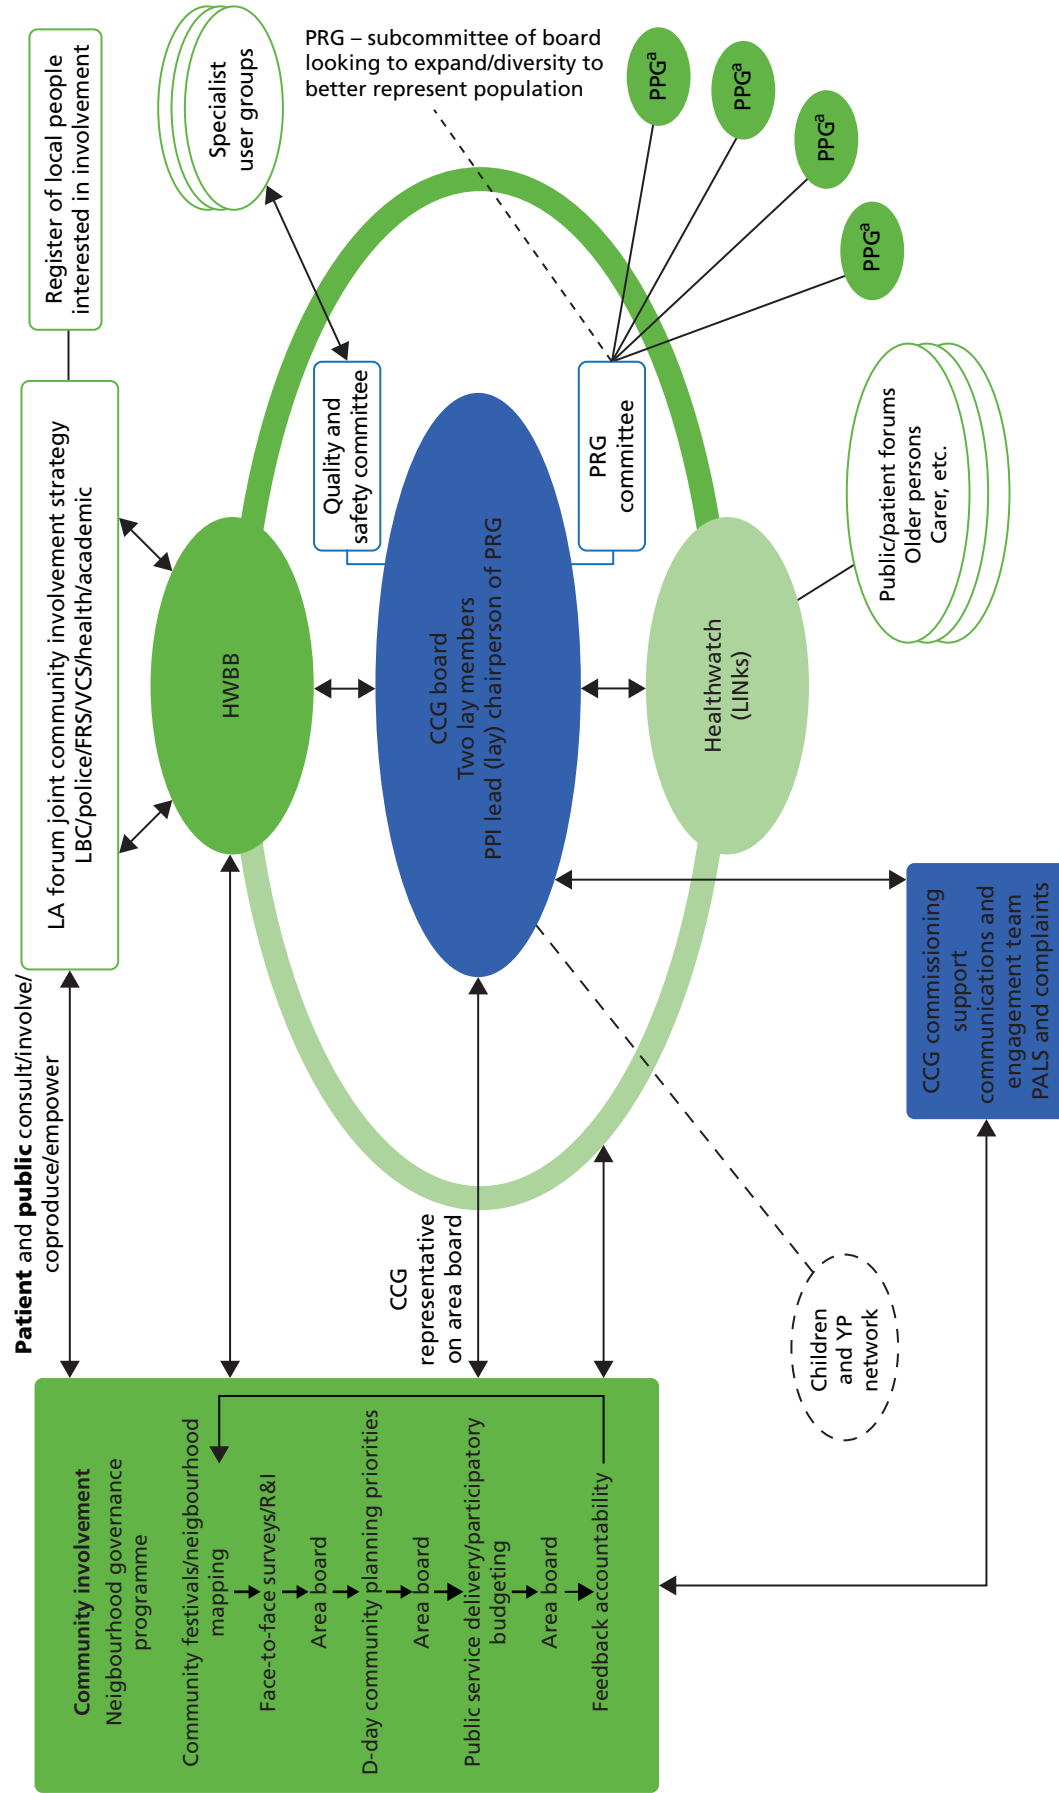 Community involvement
Neigbourhood governance
programme
Community festivals/neighbourhood
mapping
Face-to-face surveys/R&I
Area board
D-day community planning priorities
Area board
Public service delivery/participatory
budgeting
Area board
Feedback accountability
Patient and public consult/involve/
coproduce/empower
CCG
representative
on area board
Children
and YP
network
LA forum joint community involvement strategy
LBC/police/FRS/VCS/health/academic
Register of local people
interested in involvement
HWBB
Specialist
user groups
Quality and
safety committee
CCG board
Two lay members
PPI lead (lay) chairperson of PRG
PRG
committee
PRG – subcommittee of board
looking to expand/diversity to
better represent population
PPGa
PPGa
PPGa
PPGa
Healthwatch
(LINks)
Public/patient forums
Older persons
Carer, etc.
CCG commissioning
support
communications and
engagement team
PALS and complaints